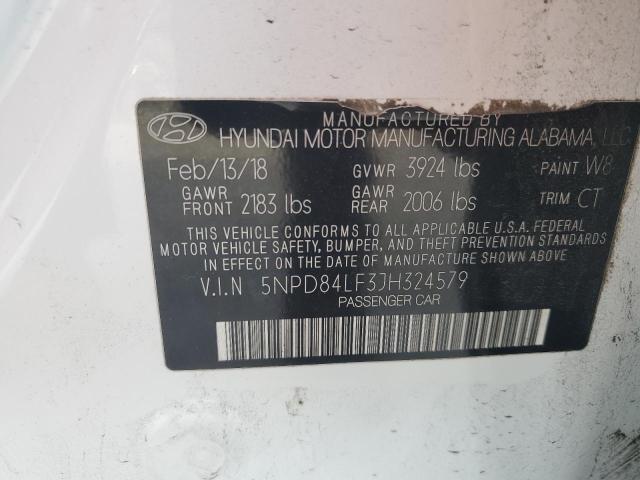 MANUFACTURED BY
HYUNDAI MOTOR MANUFACTURING ALABAMA, LLC
Feb/13/18 GVWR 3924 lbs PAINT W8
GAWR FRONT 2183 lbs GAWR REAR 2006 lbs TRIM CT
THIS VEHICLE CONFORMS TO ALL APPLICABLE U.S.A. FEDERAL
MOTOR VEHICLE SAFETY, BUMPER, AND THEFT PREVENTION STANDARDS
IN EFFECT ON THE DATE OF MANUFACTURE SHOWN ABOVE.
V.I.N 5NPD84LF3JH324579
PASSENGER CAR